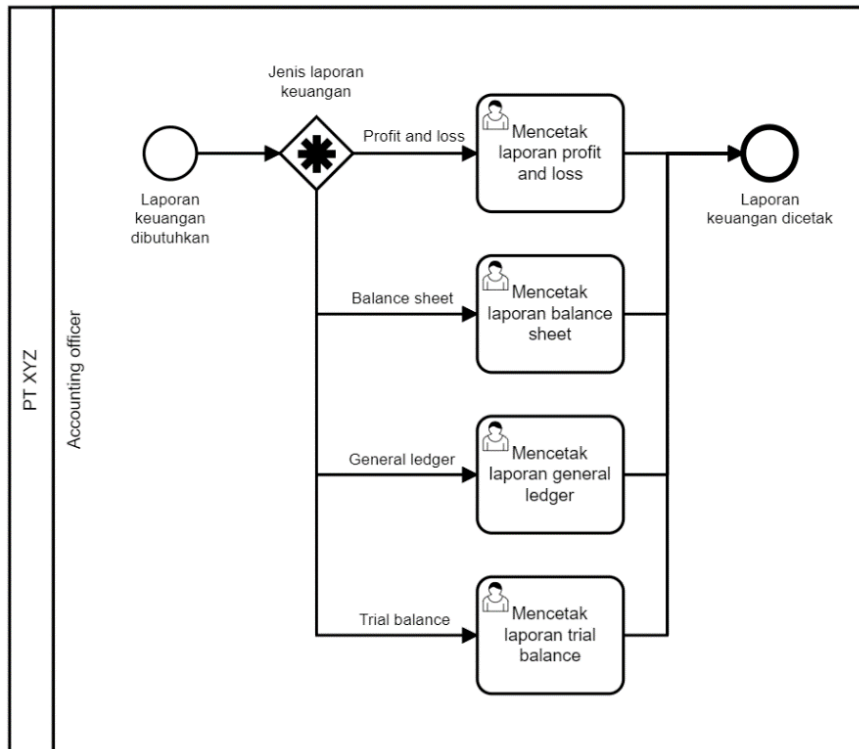 PT XYZ
Accounting officer
Jenis laporan
keuangan
Laporan
keuangan
dibutuhkan
Profit and loss
Mencetak
laporan profit
and loss
Laporan
keuangan dicetak
Balance sheet
Mencetak
laporan balance
sheet
General ledger
Mencetak
laporan general
ledger
Trial balance
Mencetak
laporan trial
balance